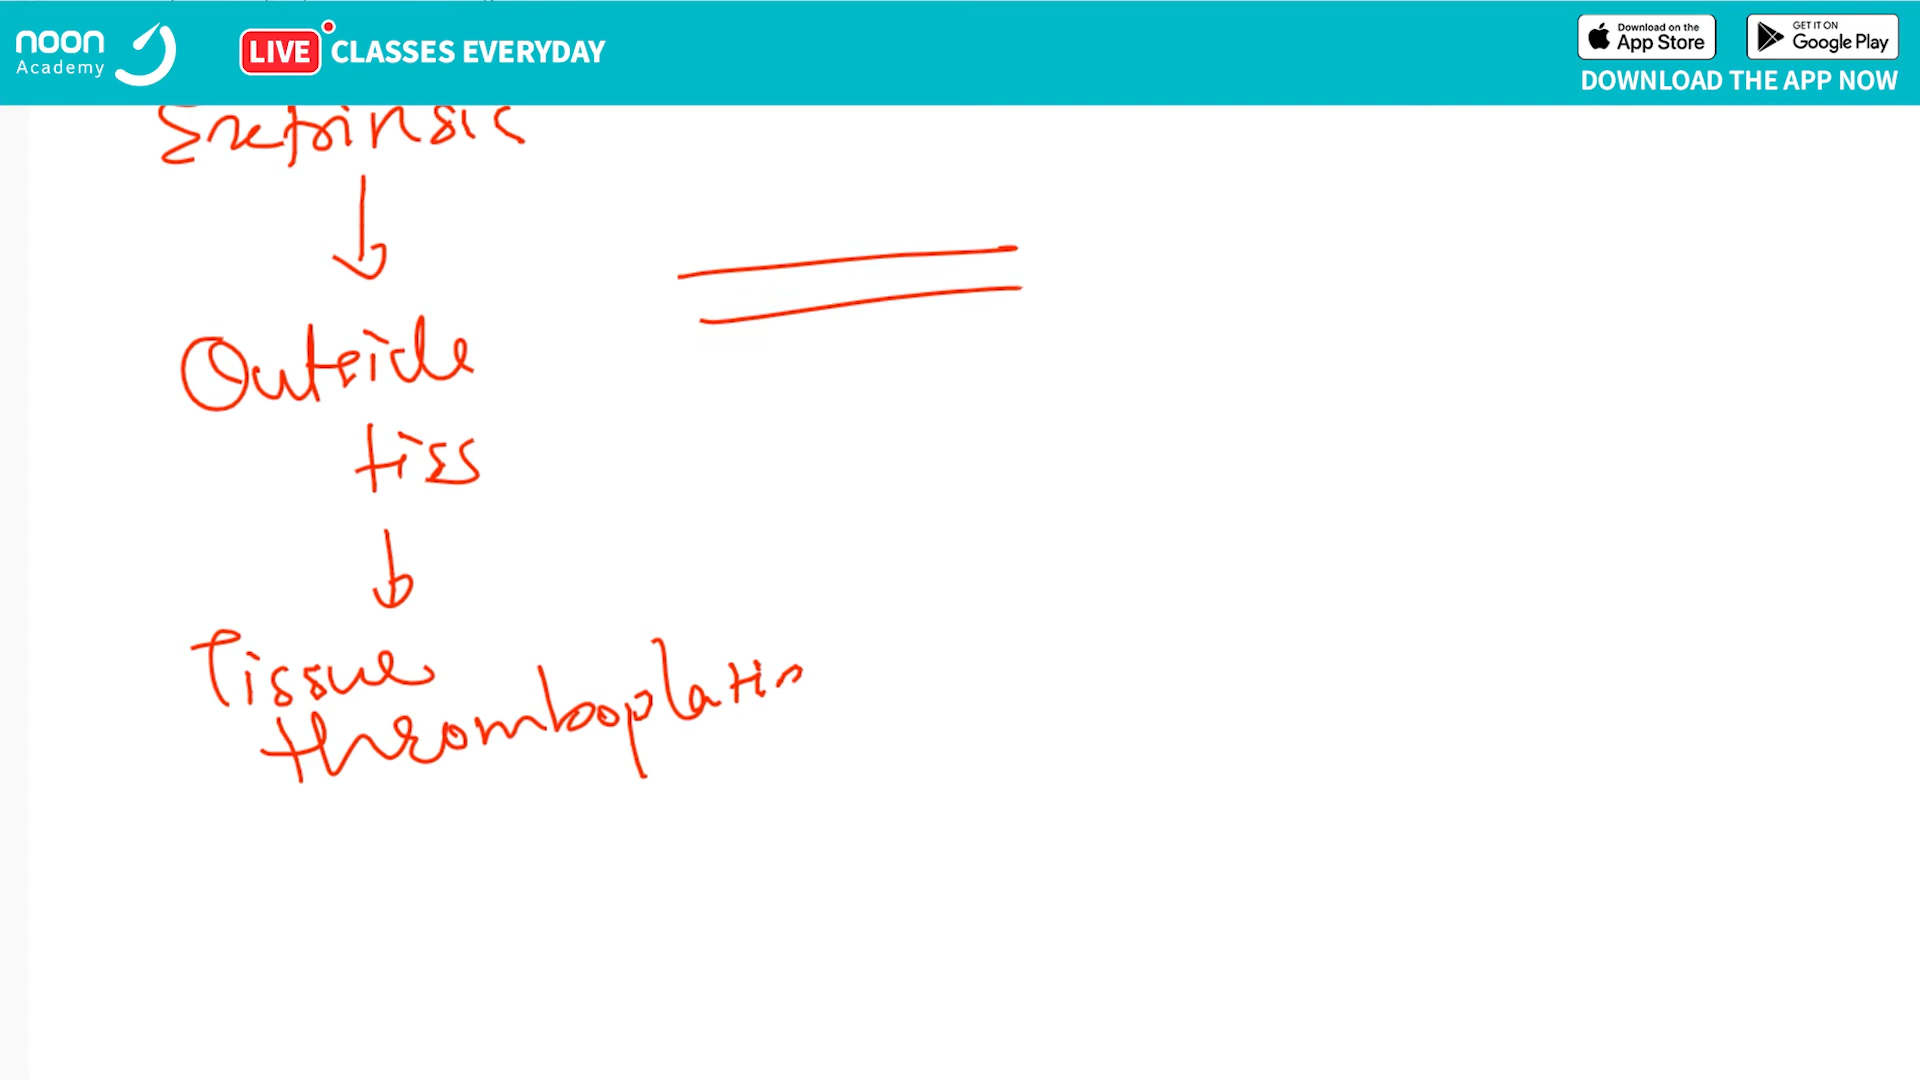 noon
Academy
LIVE CLASSES EVERYDAY
Download on the
App Store
GET IT ON
Google Play
DOWNLOAD THE APP NOW
Extrinsic
Outside
tiss
Tissue
thromboplatin